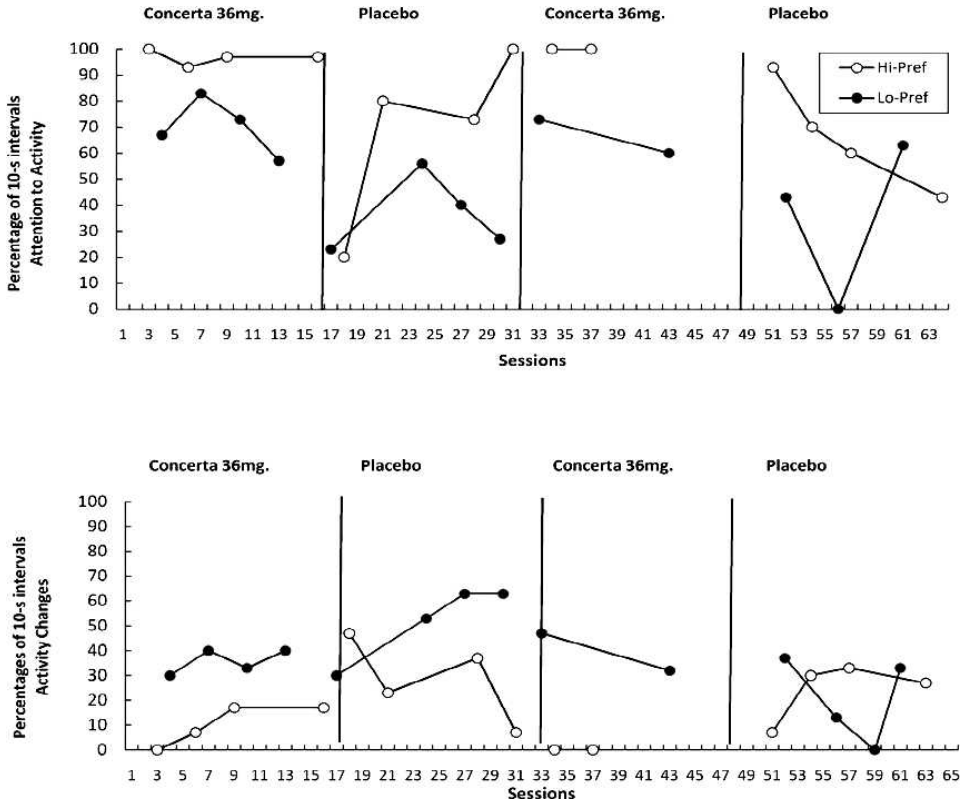 Concerta 36mg. Placebo Concerta 36mg. Placebo
100
90
80
70
60
50
40
30
20
10
0
Percentage of 10-s intervals
Attention to Activity
Hi-Pref
Lo-Pref
1 3 5 7 9 11 13 15 17 19 21 23 25 27 29 31 33 35 37 39 41 43 45 47 49 51 53 55 57 59 61 63
Sessions
Concerta 36mg. Placebo Concerta 36mg. Placebo
100
90
80
70
60
50
40
30
20
10
0
Percentages of 10-s intervals
Activity Changes
1 3 5 7 9 11 13 15 17 19 21 23 25 27 29 31 33 35 37 39 41 43 45 47 49 51 53 55 57 59 61 63 65
Sessions